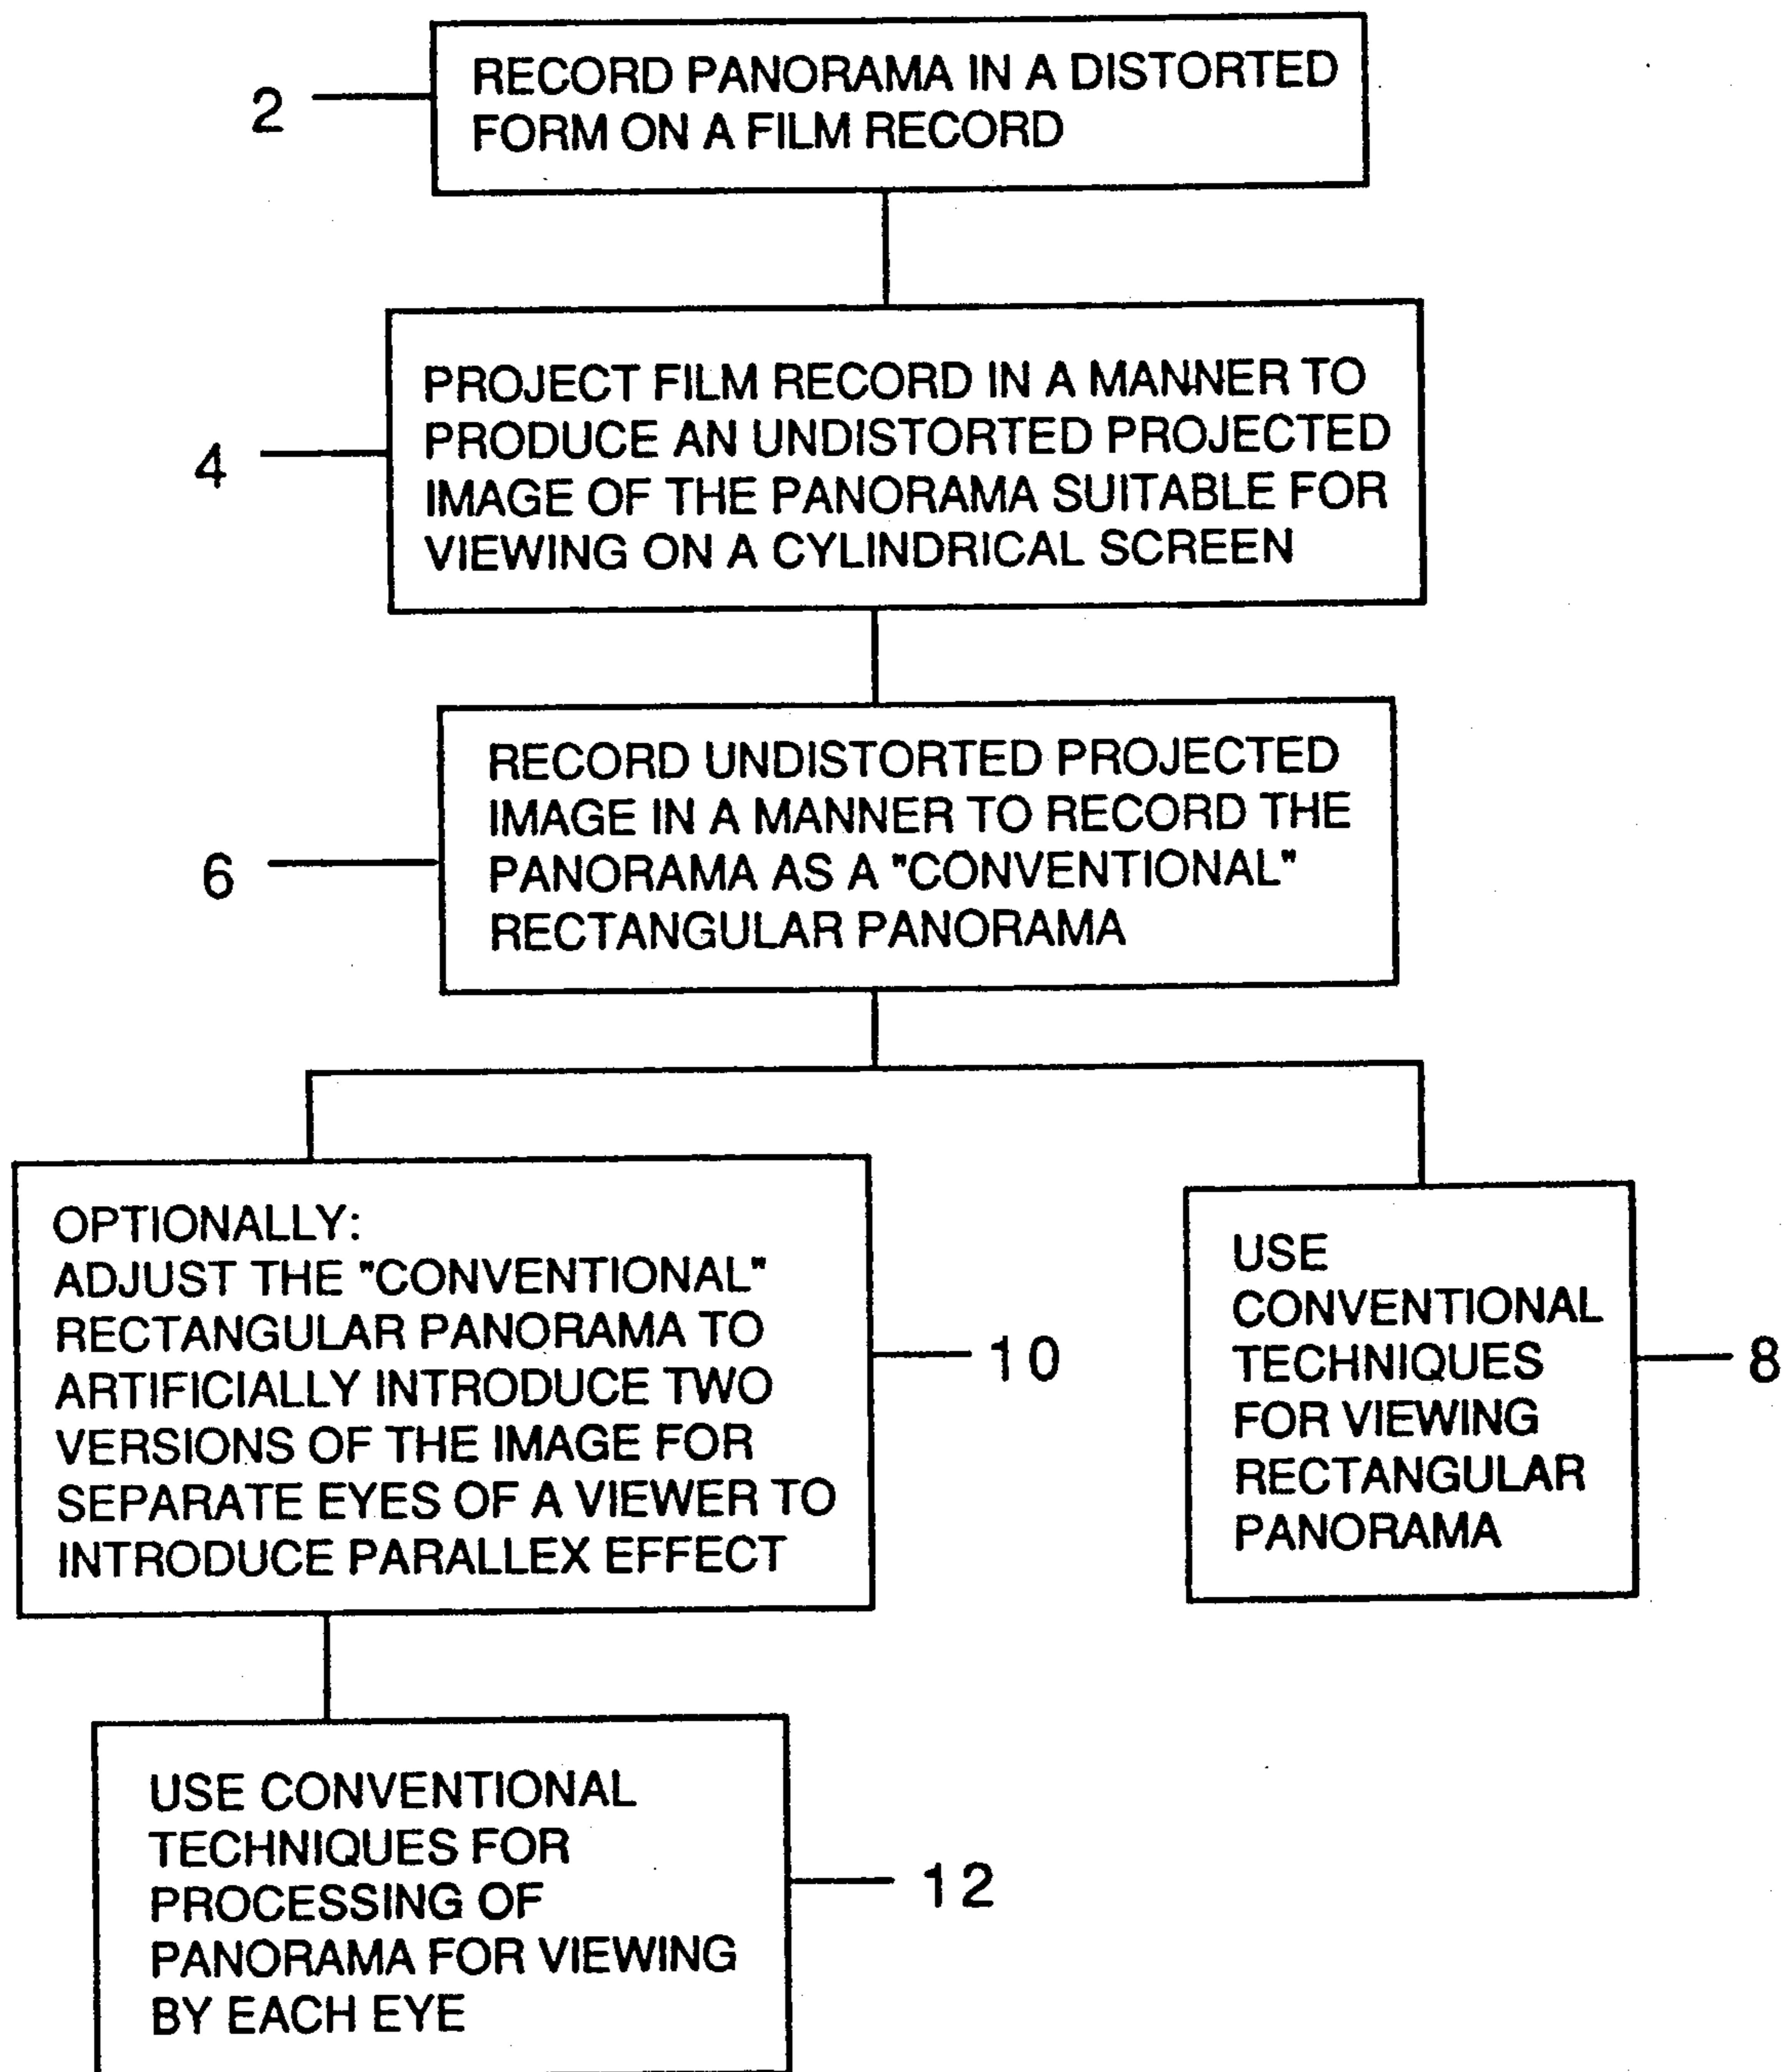 2
RECORD PANORAMA IN A DISTORTED
FORM ON A FILM RECORD
4
PROJECT FILM RECORD IN A MANNER TO
PRODUCE AN UNDISTORTED PROJECTED
IMAGE OF THE PANORAMA SUITABLE FOR
VIEWING ON A CYLINDRICAL SCREEN
6
RECORD UNDISTORTED PROJECTED
IMAGE IN A MANNER TO RECORD THE
PANORAMA AS A "CONVENTIONAL"
RECTANGULAR PANORAMA
OPTIONALLY:
ADJUST THE "CONVENTIONAL"
RECTANGULAR PANORAMA TO
ARTIFICIALLY INTRODUCE TWO
VERSIONS OF THE IMAGE FOR
SEPARATE EYES OF A VIEWER TO
INTRODUCE PARALLEX EFFECT
10
USE
CONVENTIONAL
TECHNIQUES
FOR VIEWING
RECTANGULAR
PANORAMA
8
USE CONVENTIONAL
TECHNIQUES FOR
PROCESSING OF
PANORAMA FOR VIEWING
BY EACH EYE
12